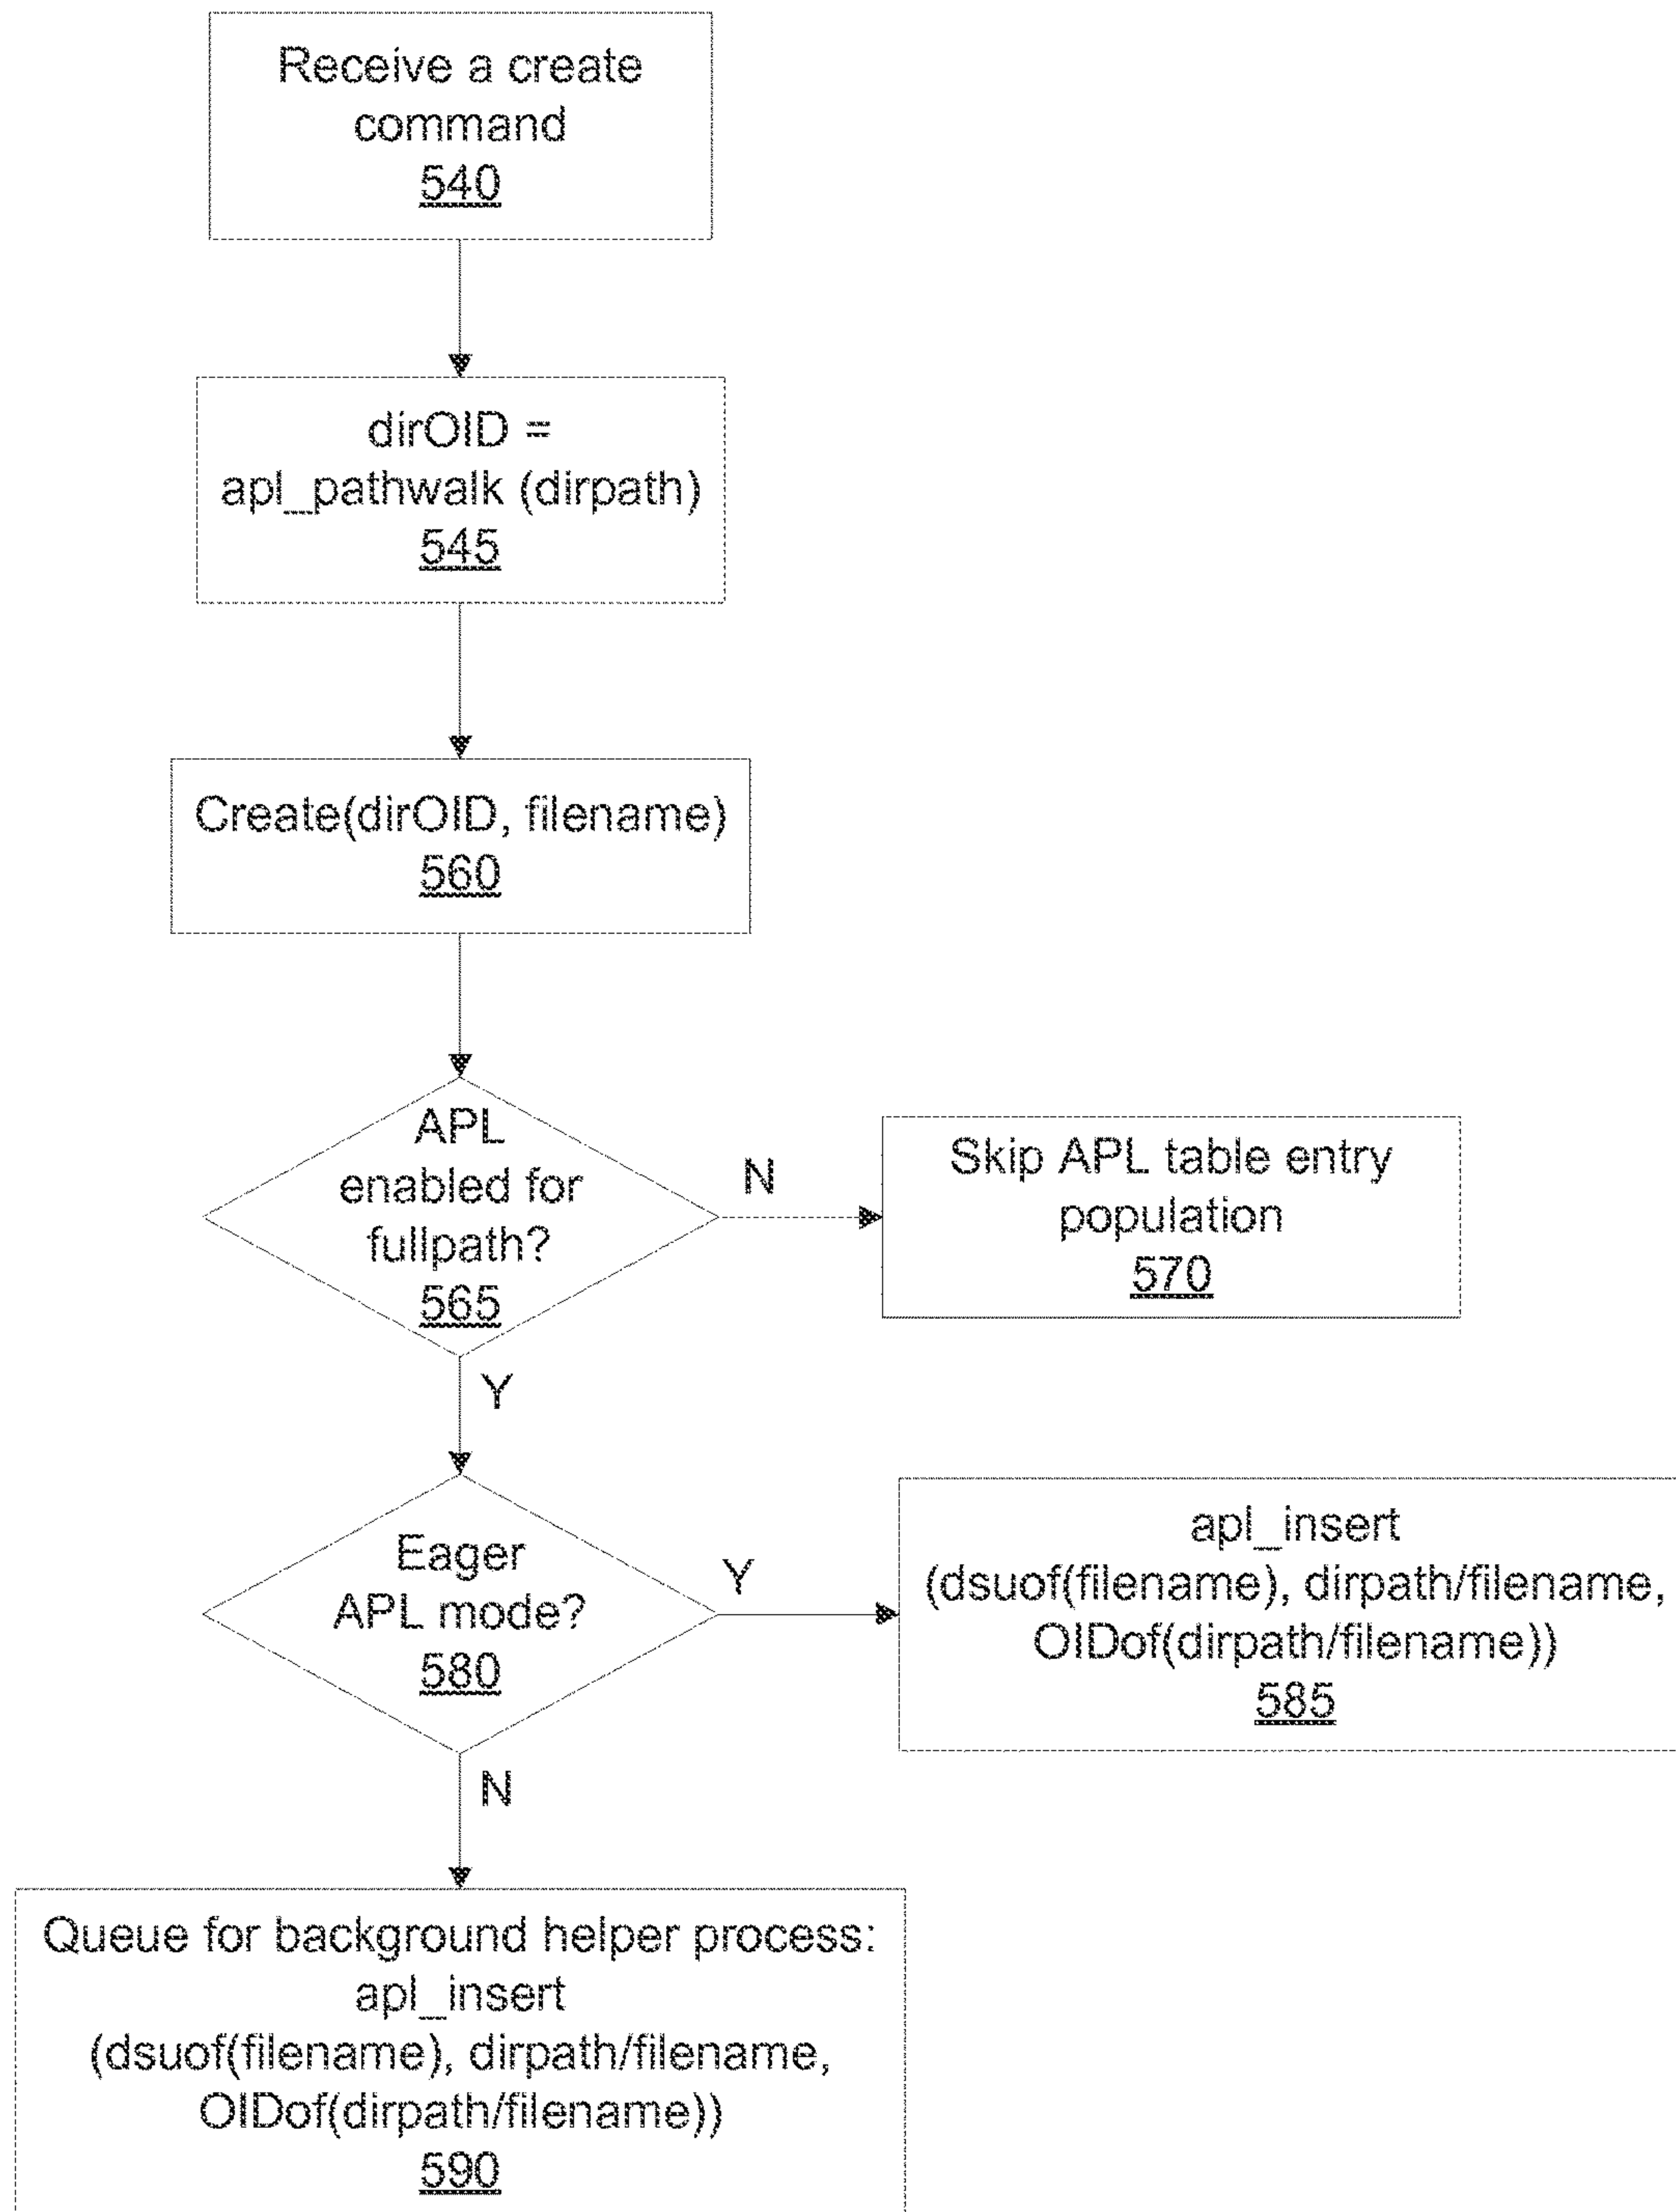 Receive a create
command
540
dirOID =
apl_pathwalk (dirpath)
545
Create(dirOID, filename)
560
APL
enabled for
fullpath?
565
N
Skip APL table entry
population
570
Y
Eager
APL mode?
580
Y
apl_insert
(dsuof(filename), dirpath/filename,
OIDof(dirpath/filename))
585
N
Queue for background helper process:
apl_insert
(dsuof(filename), dirpath/filename,
OIDof(dirpath/filename))
590